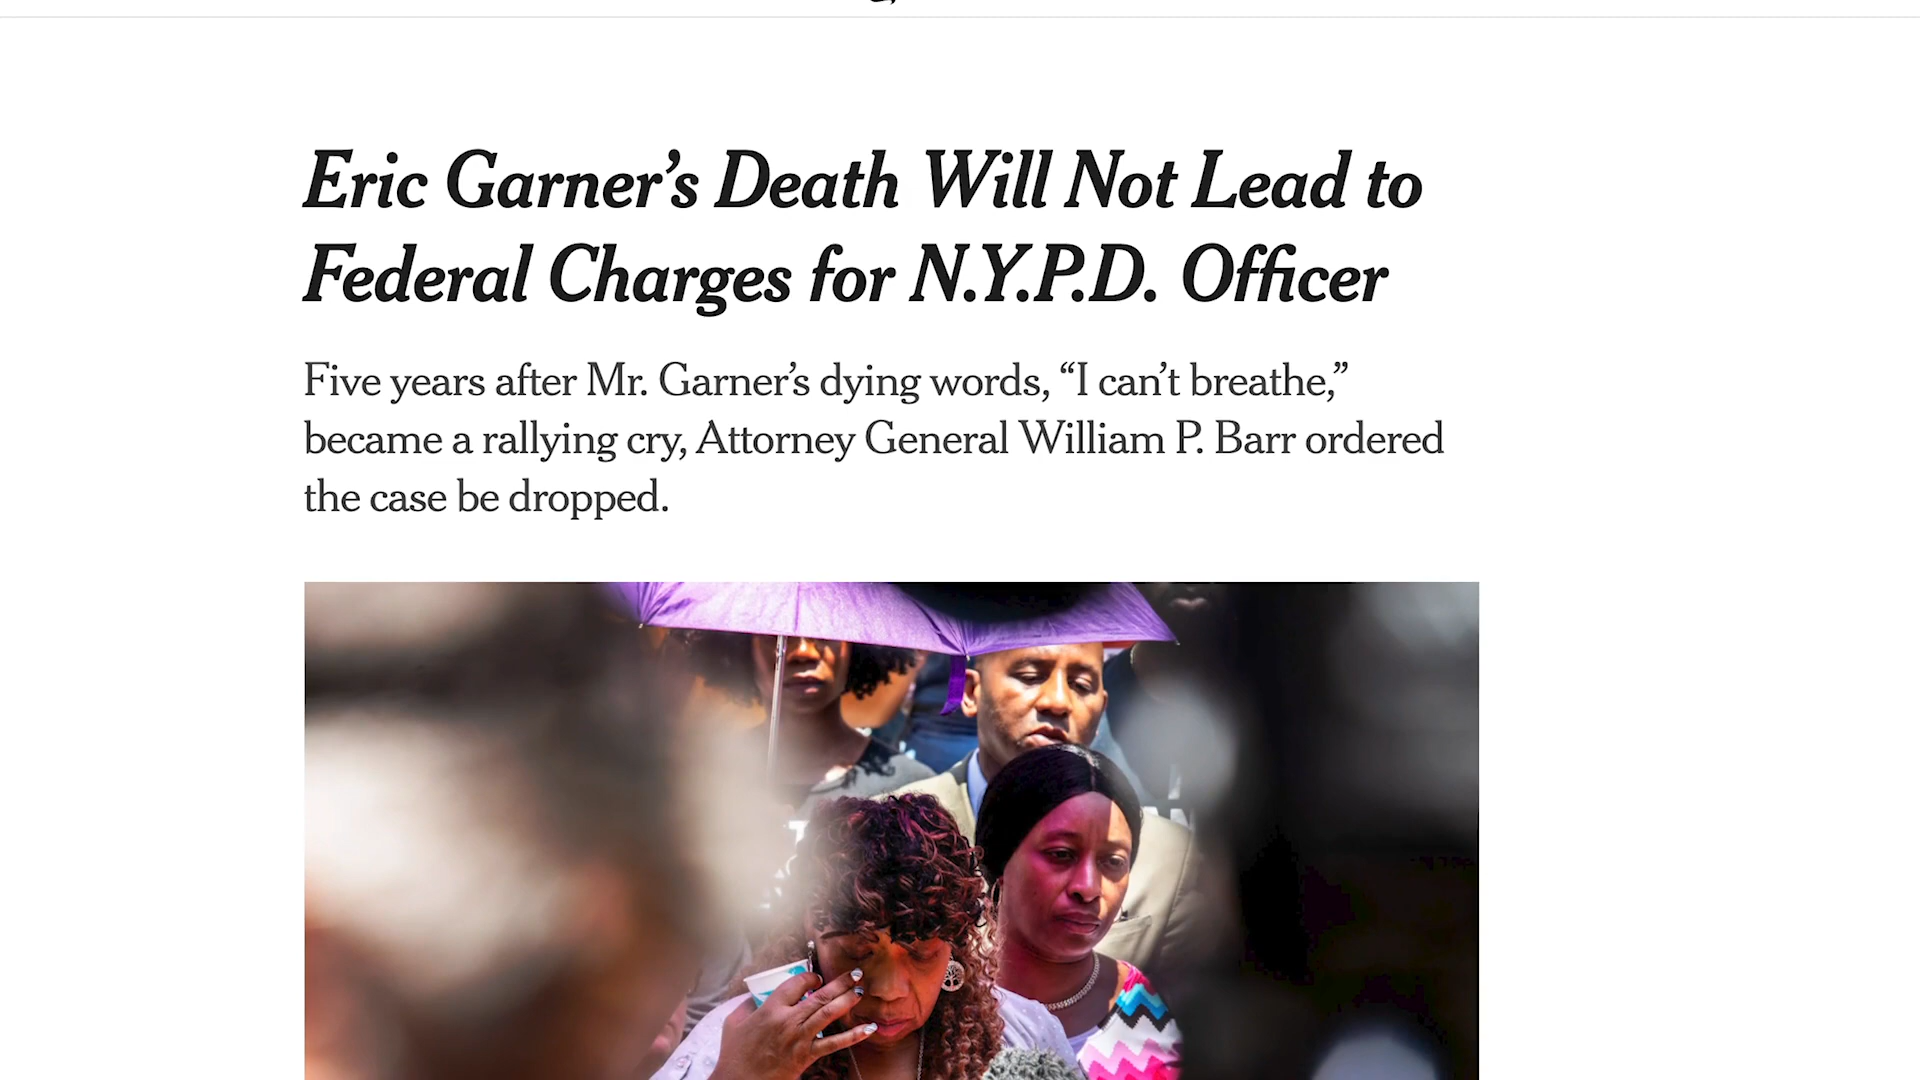 Eric Garner’s Death Will Not Lead to
Federal Charges for N.Y.P.D. Officer
Five years after Mr. Garner’s dying words, “I can’t breathe,”
became a rallying cry, Attorney General William P. Barr ordered
the case be dropped.